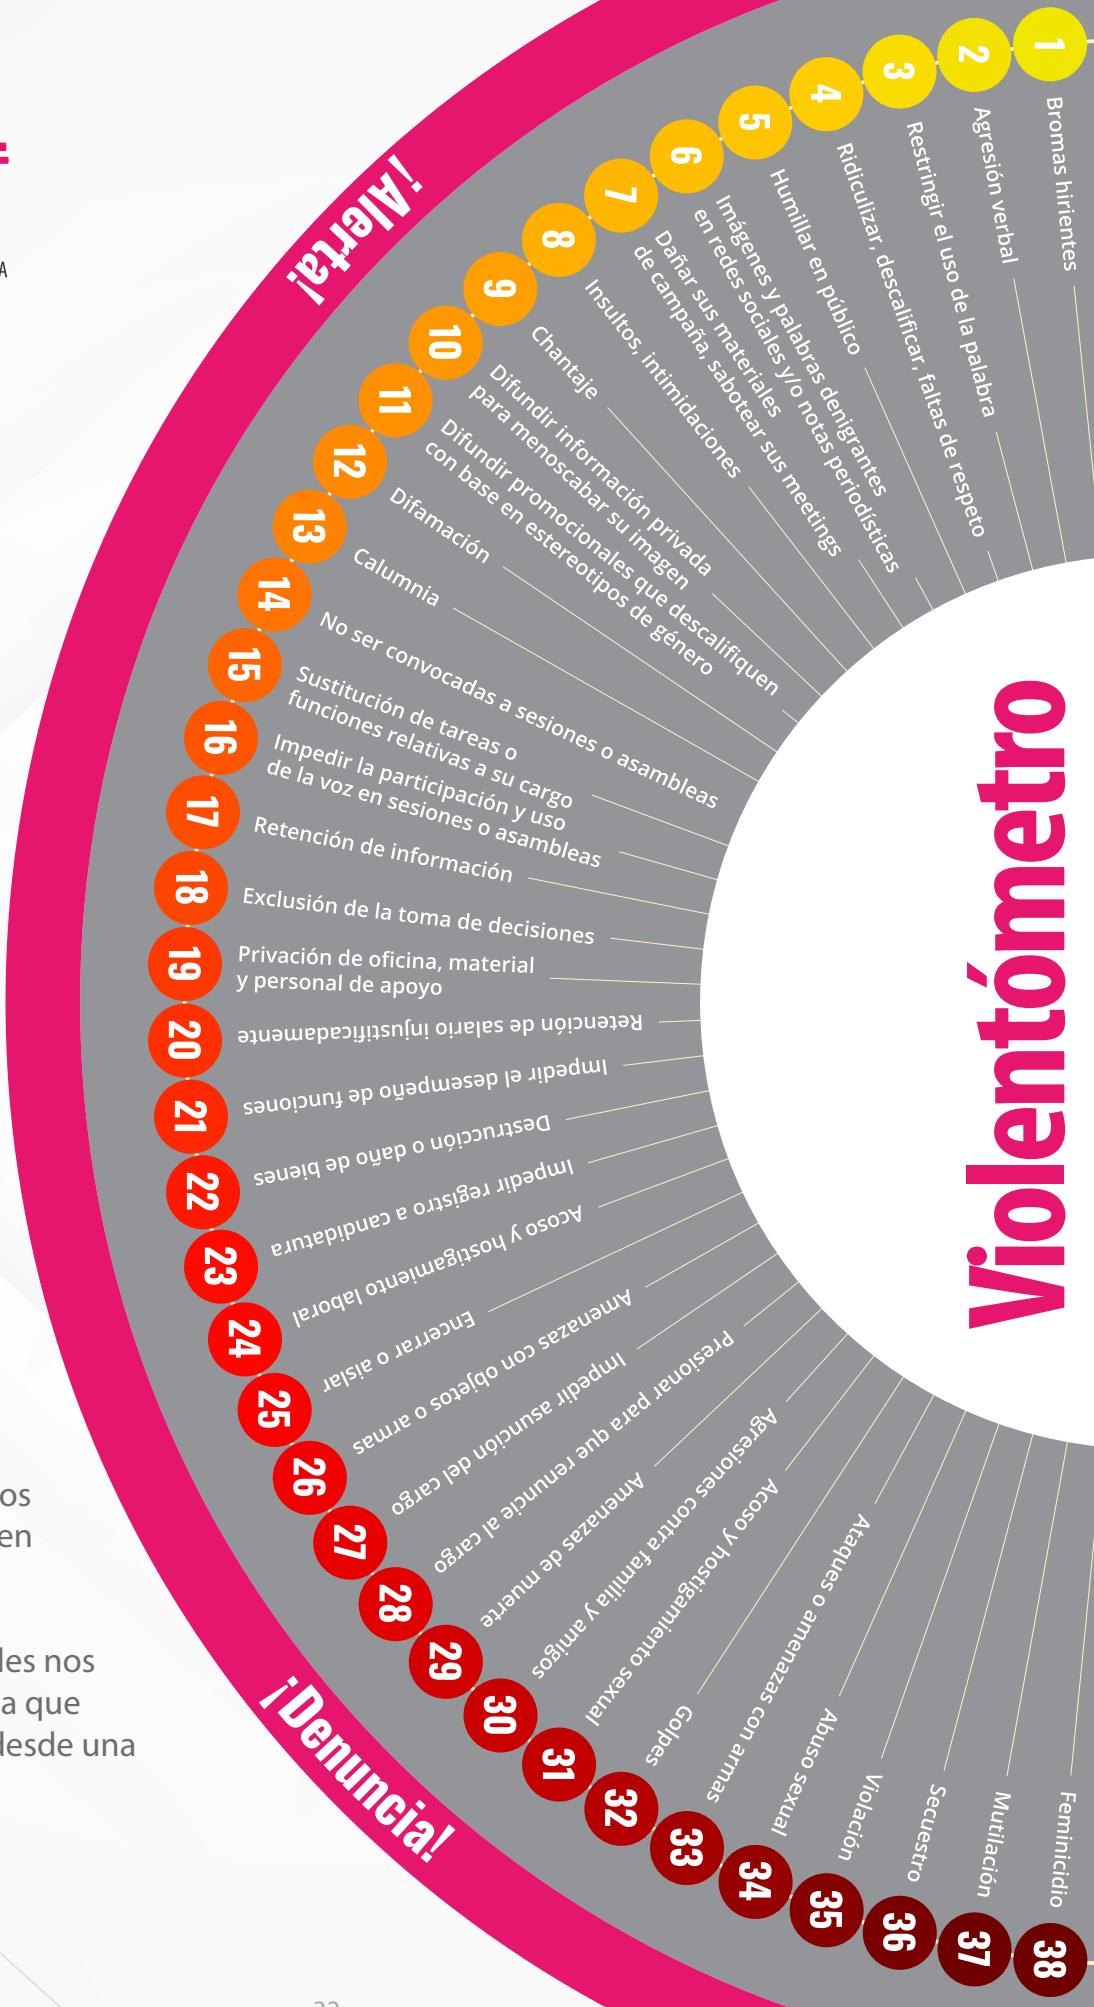 A
¡Alerta!
1
Bromas hirientes
2
Agresión verbal
3
Restringir el uso de la palabra
4
Ridiculizar, descalificar, faltas de respeto
5
Humillar en público
6
Imágenes y palabras denigrantes
en redes sociales y/o notas periodísticas
7
Dañar sus materiales
de campaña, sabotear sus meetings
8
Insultos, intimidaciones
9
Chantaje
10
Difundir información privada
para menoscabar su imagen
11
Difundir promocionales que descalifiquen
con base en estereotipos de género
12
Difamación
13
Calumnia
14
No ser convocadas a sesiones o asambleas
15
Sustitución de tareas o
funciones relativas a su cargo
16
Impedir la participación y uso
de la voz en sesiones o asambleas
17
Retención de información
18
Exclusión de la toma de decisiones
19
Privación de oficina, material
y personal de apoyo
20
Retención de salario injustificadamente
21
Impedir el desempeño de funciones
22
Destrucción o daño de bienes
23
Impedir registro a candidatura
24
Acoso y hostigamiento laboral
25
Encerrar o aislar
26
Amenazas con objetos o armas
27
Impedir asunción del cargo
28
Presionar para que renuncie al cargo
29
Amenazas de muerte
30
Agresiones contra familia y amigos
31
Acoso y hostigamiento sexual
32
Golpes
33
Ataques o amenazas con armas
34
Abuso sexual
35
Violación
36
Secuestro
37
Mutilación
38
Feminicidio
¡Denuncia!
Violentómetro
os
en
les nos
a que
desde una